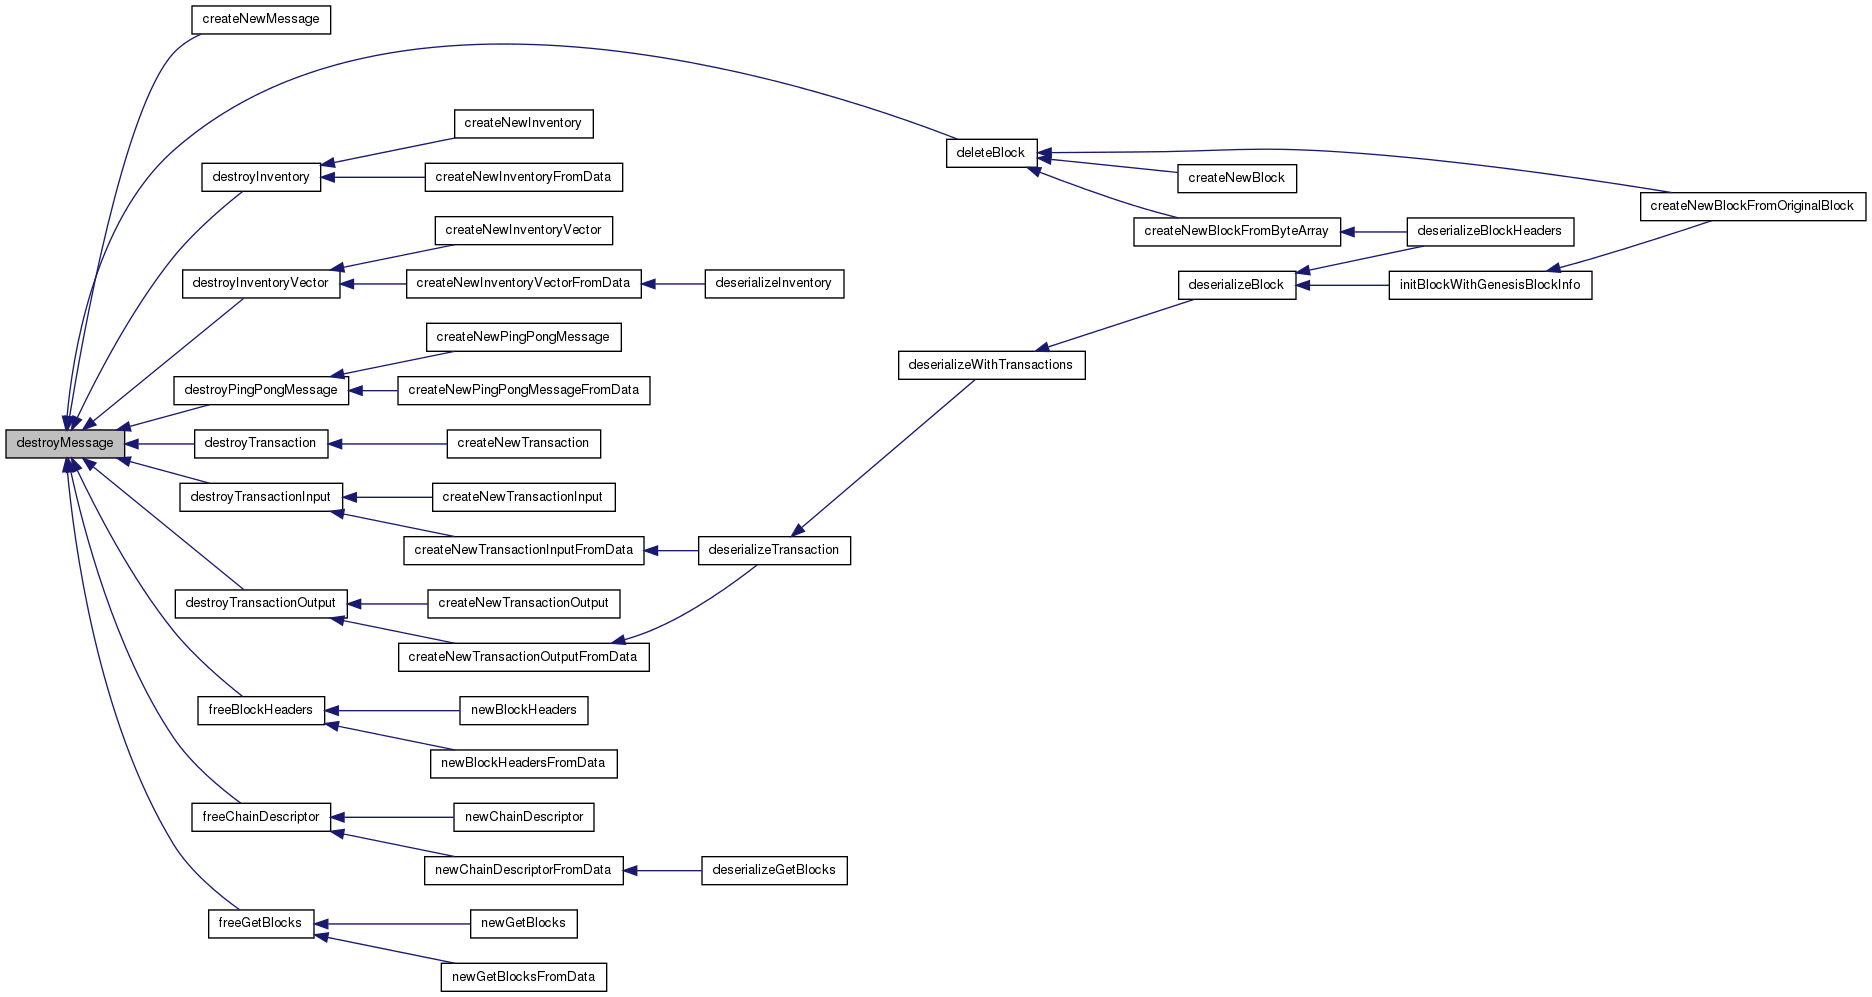 createNewMessage
createNewInventory
deleteBlock
destroyInventory
createNewInventoryFromData
createNewBlock
createNewBlockFromOriginalBlock
createNewInventoryVector
createNewBlockFromByteArray
deserializeBlockHeaders
destroyInventoryVector
createNewInventoryVectorFromData
deserializeInventory
deserializeBlock
initBlockWithGenesisBlockInfo
createNewPingPongMessage
deserializeWithTransactions
destroyPingPongMessage
createNewPingPongMessageFromData
destroyMessage
destroyTransaction
createNewTransaction
destroyTransactionInput
createNewTransactionInput
createNewTransactionInputFromData
deserializeTransaction
destroyTransactionOutput
createNewTransactionOutput
createNewTransactionOutputFromData
freeBlockHeaders
newBlockHeaders
newBlockHeadersFromData
freeChainDescriptor
newChainDescriptor
newChainDescriptorFromData
deserializeGetBlocks
freeGetBlocks
newGetBlocks
newGetBlocksFromData